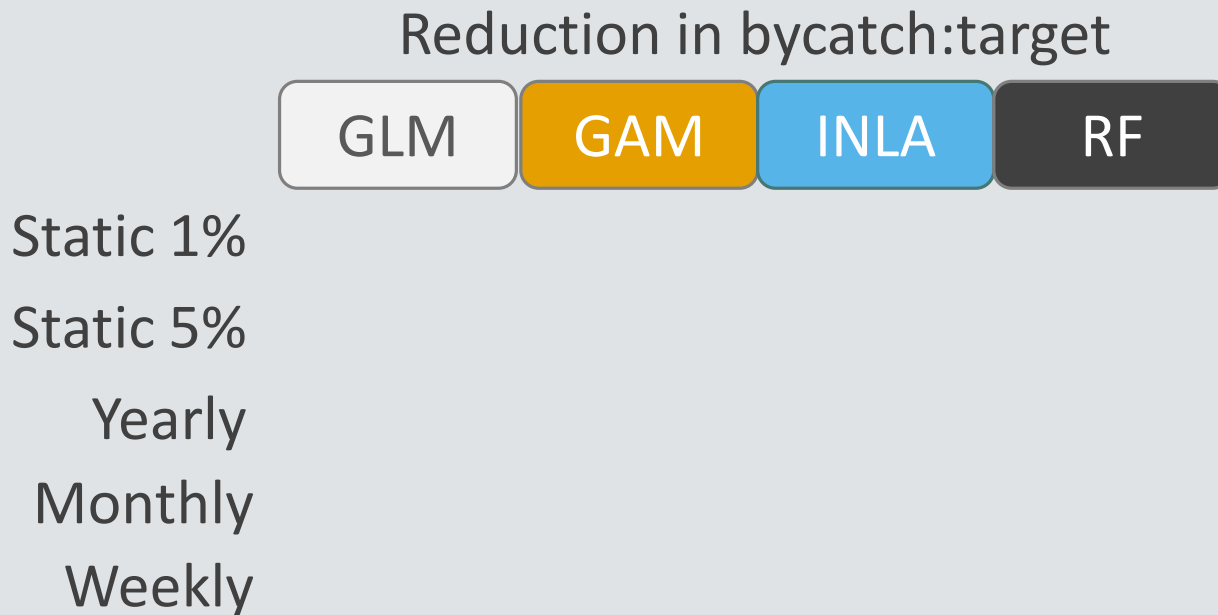 Reduction in bycatch:target
GLM GAM INLA RF
Static 1%
Static 5%
Yearly
Monthly
Weekly